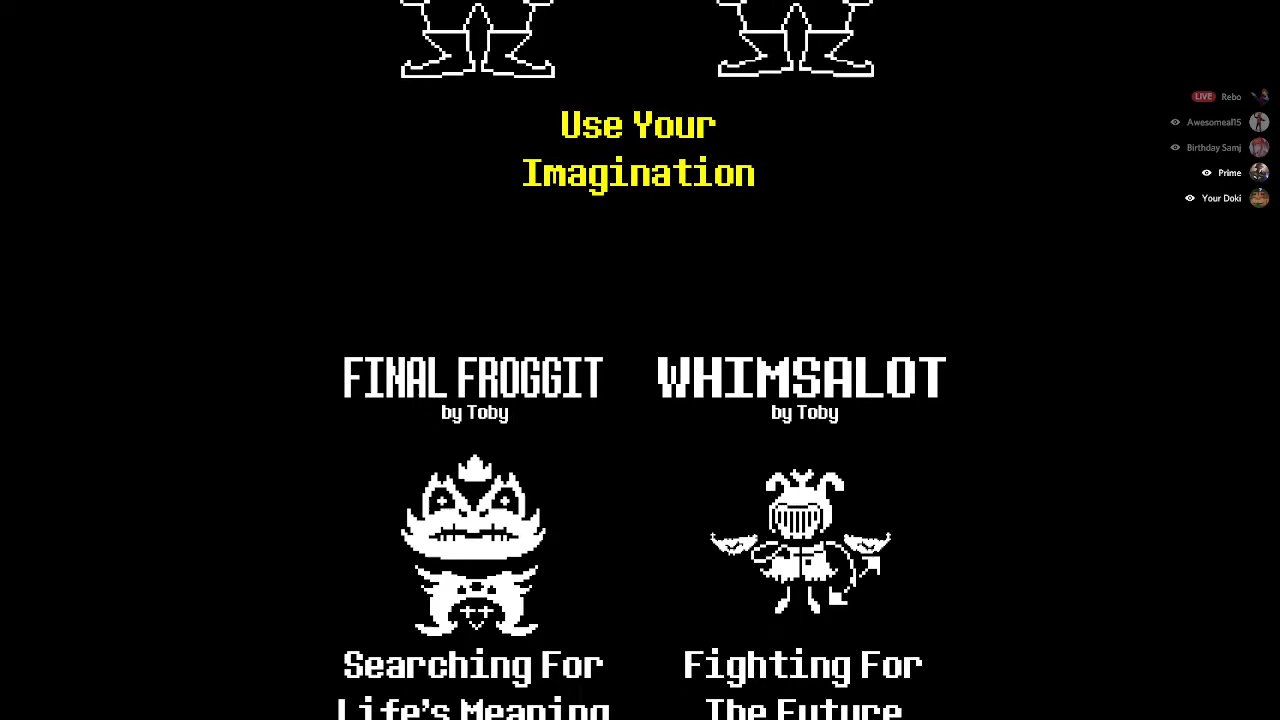 LIVE Rebo
Awesomeal15
Birthday Samj
Prime
Your Doki
Use Your
Imagination
FINAL FROGGIT
by Toby
WHIMSALOT
by Toby
Searching For
Life's Meaning
Fighting For
The Future